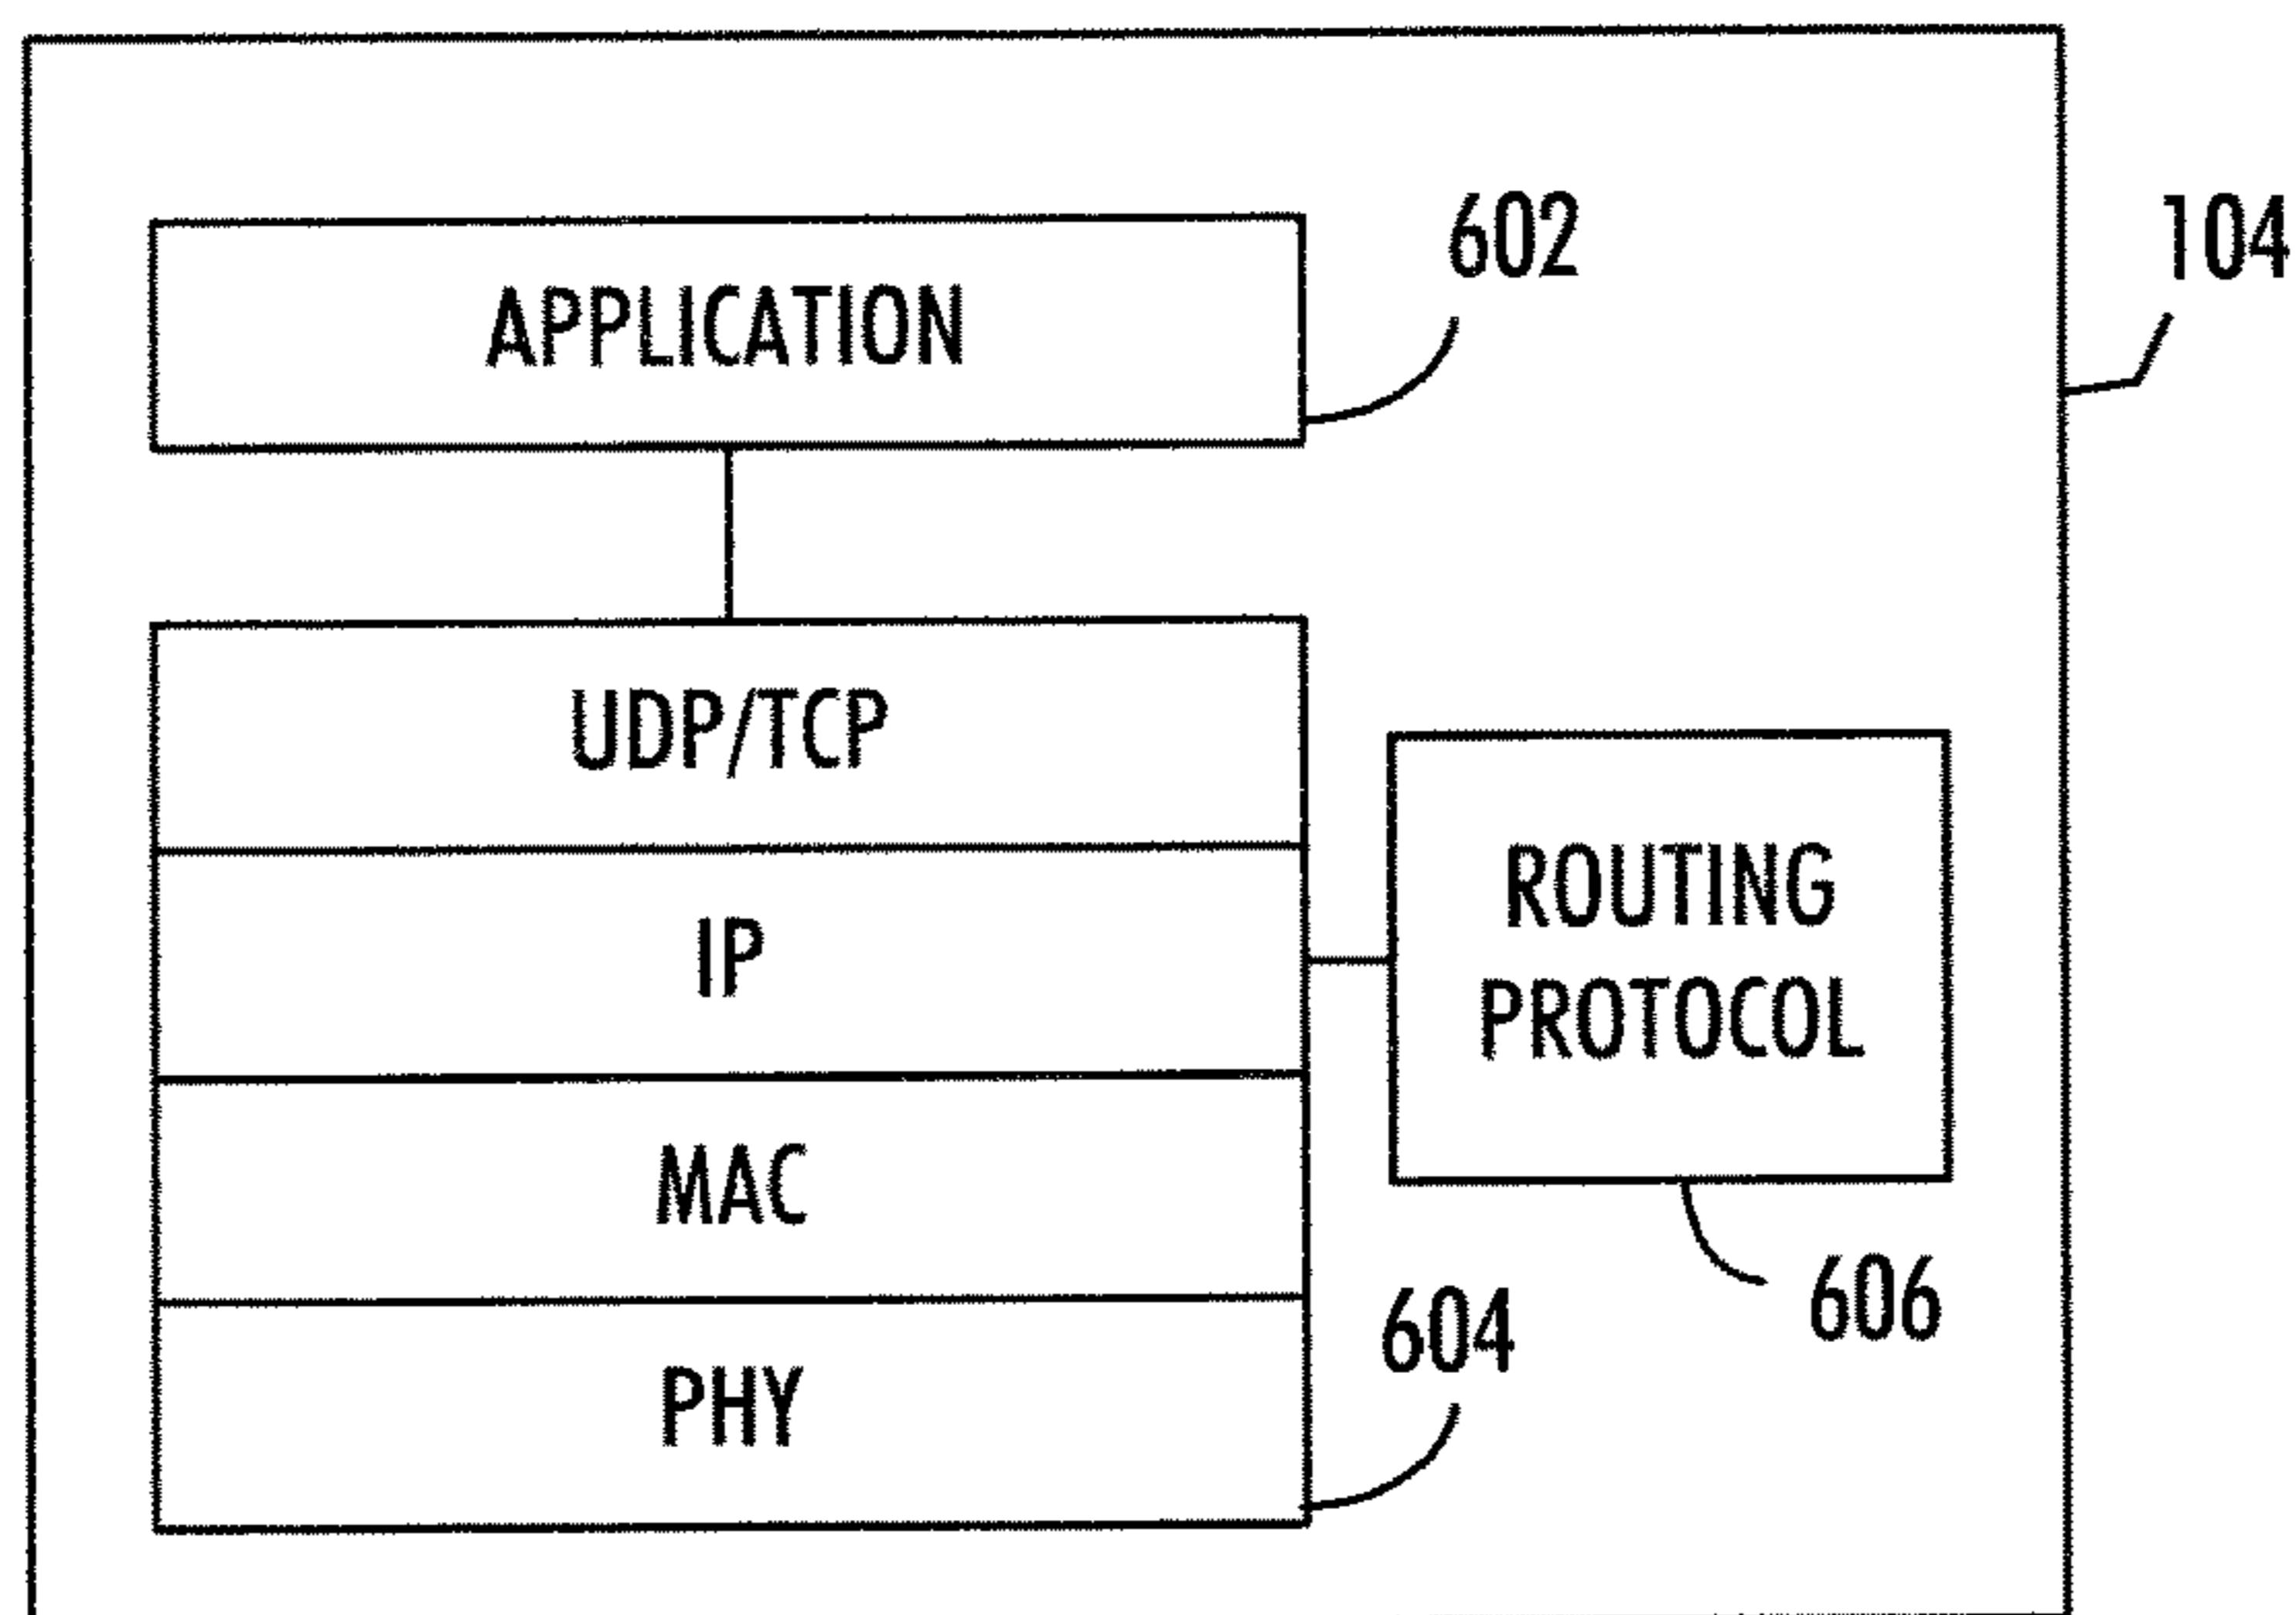 602
104
APPLICATION
UDP/TCP
IP
ROUTING
PROTOCOL
MAC
606
604
PHY